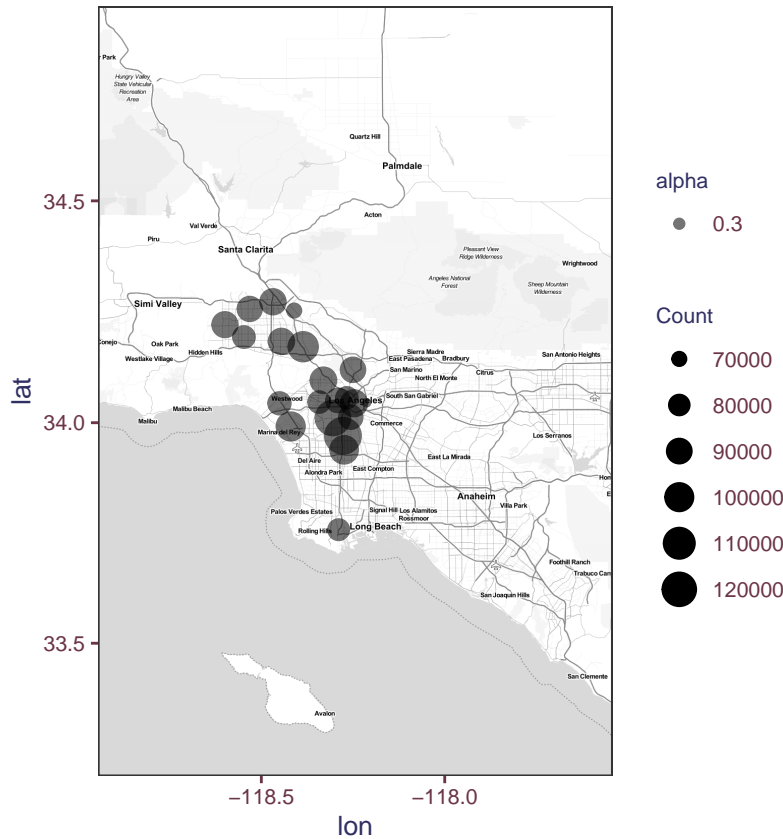 er Park
Hungry Valley
State Vehicular
Recreation
Area
Quartz Hill
Palmdale
34.5
Acton
Val Verde
Piru
Santa Clarita
Pleasant View
Ridge Wilderness
Wrightwood
Angeles National
Forest
Sheep Mountain
Wilderness
Simi Valley
Conejo
Oak Park
Hidden Hills
Westlake Village
Sierra Madre
East Pasadena
Bradbury
San Antonio Heights
San Marino
Citrus
North El Monte
Westwood
Los Angeles
South San Gabriel
Malibu Beach
Malibu
34.0
Commerce
Marina del Rey
Los Serranos
Del Aire
East La Mirada
East Compton
Alondra Park
Hom
E
Anaheim
Villa Park
Palos Verdes Estates
Signal Hill
Los Alamitos
Rossmoor
Rolling Hills
Long Beach
Foothill Ranch
Trabuco Can
San Joaquin Hills
33.5
San Clemente
Avalon
−118.5
−118.0
lon
lat
alpha
0.3
Count
70000
80000
90000
100000
110000
120000